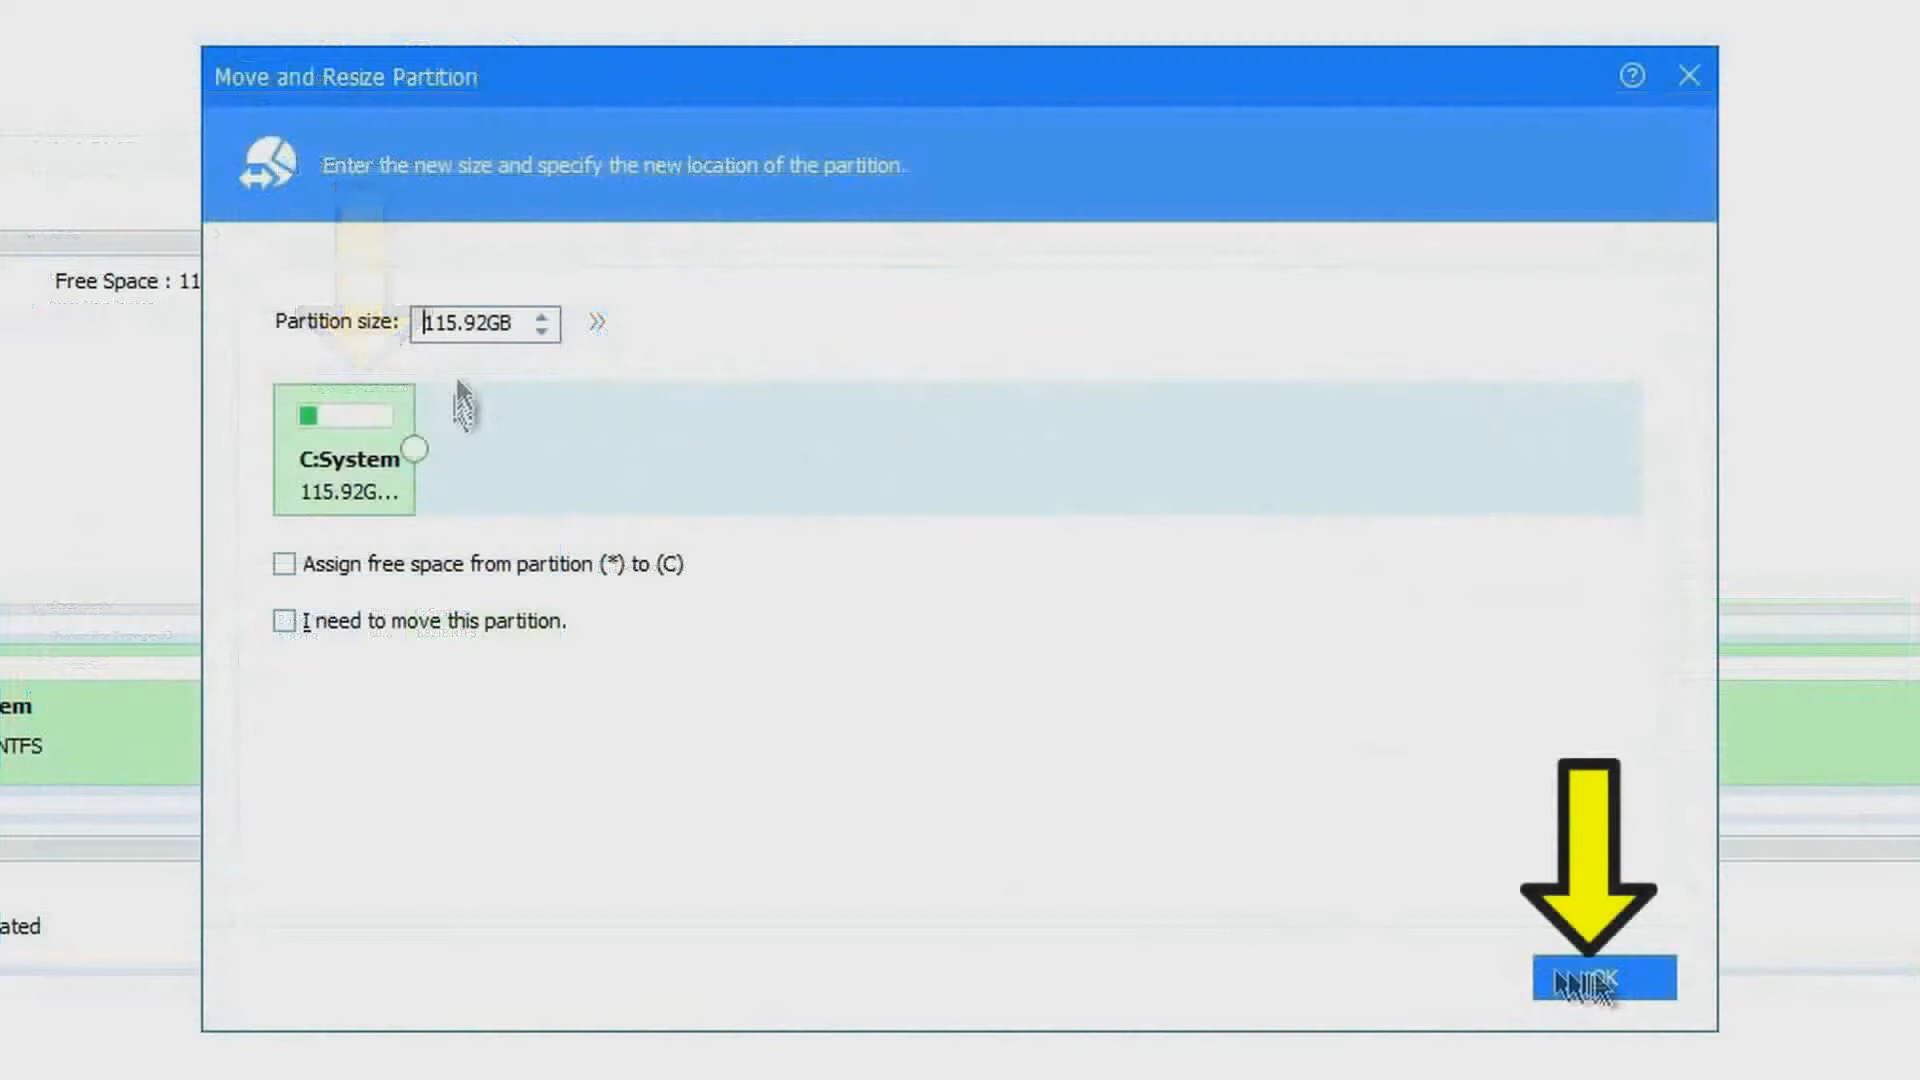 Move and Resize Partition
Enter the new size and specify the new location of the partition.
Free Space : 11
Partition size: 115.92GB
C:System
115.92G...
Assign free space from partition (*) to (C)
I need to move this partition.
em
NTFS
ated
OK